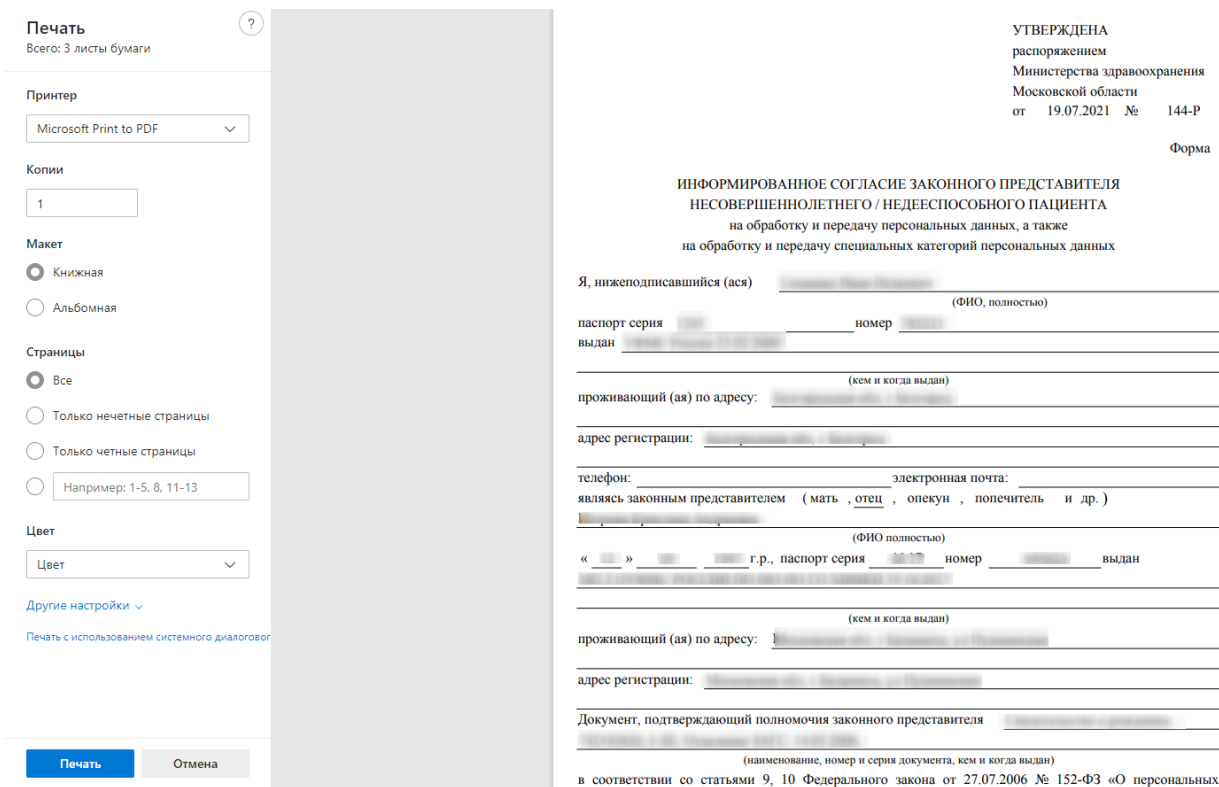 Печать
?
Всего: 3 листы бумаги
Принтер
Microsoft Print to PDF
Копии
1
Макет
Книжная
Альбомная
Страницы
Все
Только нечетные страницы
Только четные страницы
Например: 1-5, 8, 11-13
Цвет
Цвет
Другие настройки
Печать с использованием системного диалогового
Печать
Отмена
УТВЕРЖДЕНА
распоряжением
Министерства здравоохранения
Московской области
от 19.07.2021 № 144-Р
Форма
ИНФОРМИРОВАННОЕ СОГЛАСИЕ ЗАКОННОГО ПРЕДСТАВИТЕЛЯ
НЕСОВЕРШЕННОЛЕТНЕГО / НЕДЕЕСПОСОБНОГО ПАЦИЕНТА
на обработку и передачу персональных данных, а также
на обработку и передачу специальных категорий персональных данных
Я, нижеподписавшийся (ася)
(ФИО, полностью)
паспорт серия номер
выдан
(кем и когда выдан)
проживающий (ая) по адресу:
адрес регистрации:
телефон: электронная почта:
являясь законным представителем (мать , отец , опекун , попечитель и др. )
(ФИО полностью)
« » г.р., паспорт серия номер выдан
(кем и когда выдан)
проживающий (ая) по адресу:
адрес регистрации:
Документ, подтверждающий полномочия законного представителя
(наименование, номер и серия документа, кем и когда выдан)
в соответствии со статьями 9, 10 Федерального закона от 27.07.2006 № 152-ФЗ «О персональных